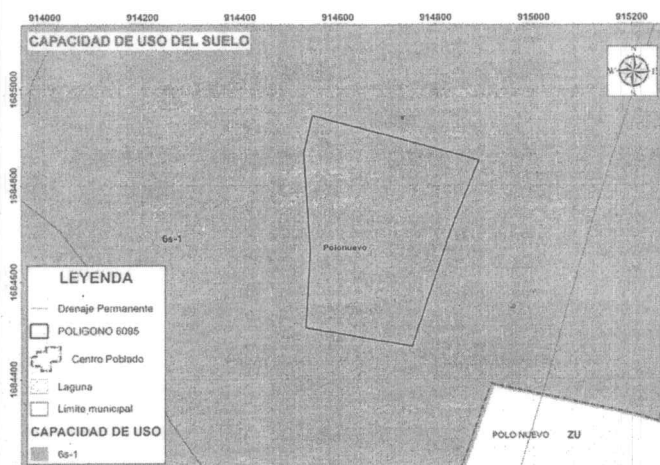 914000 914200 914400 914600 914800 915000 915200
CAPACIDAD DE USO DEL SUELO
N
W E
S
1685000
1684800
1684600
1684400
6s-1
Polonuevo
LEYENDA
Drenaje Permanente
POLIGONO 6095
Centro Poblado
Laguna
Limite municipal
CAPACIDAD DE USO
6s-1
POLO NUEVO ZU